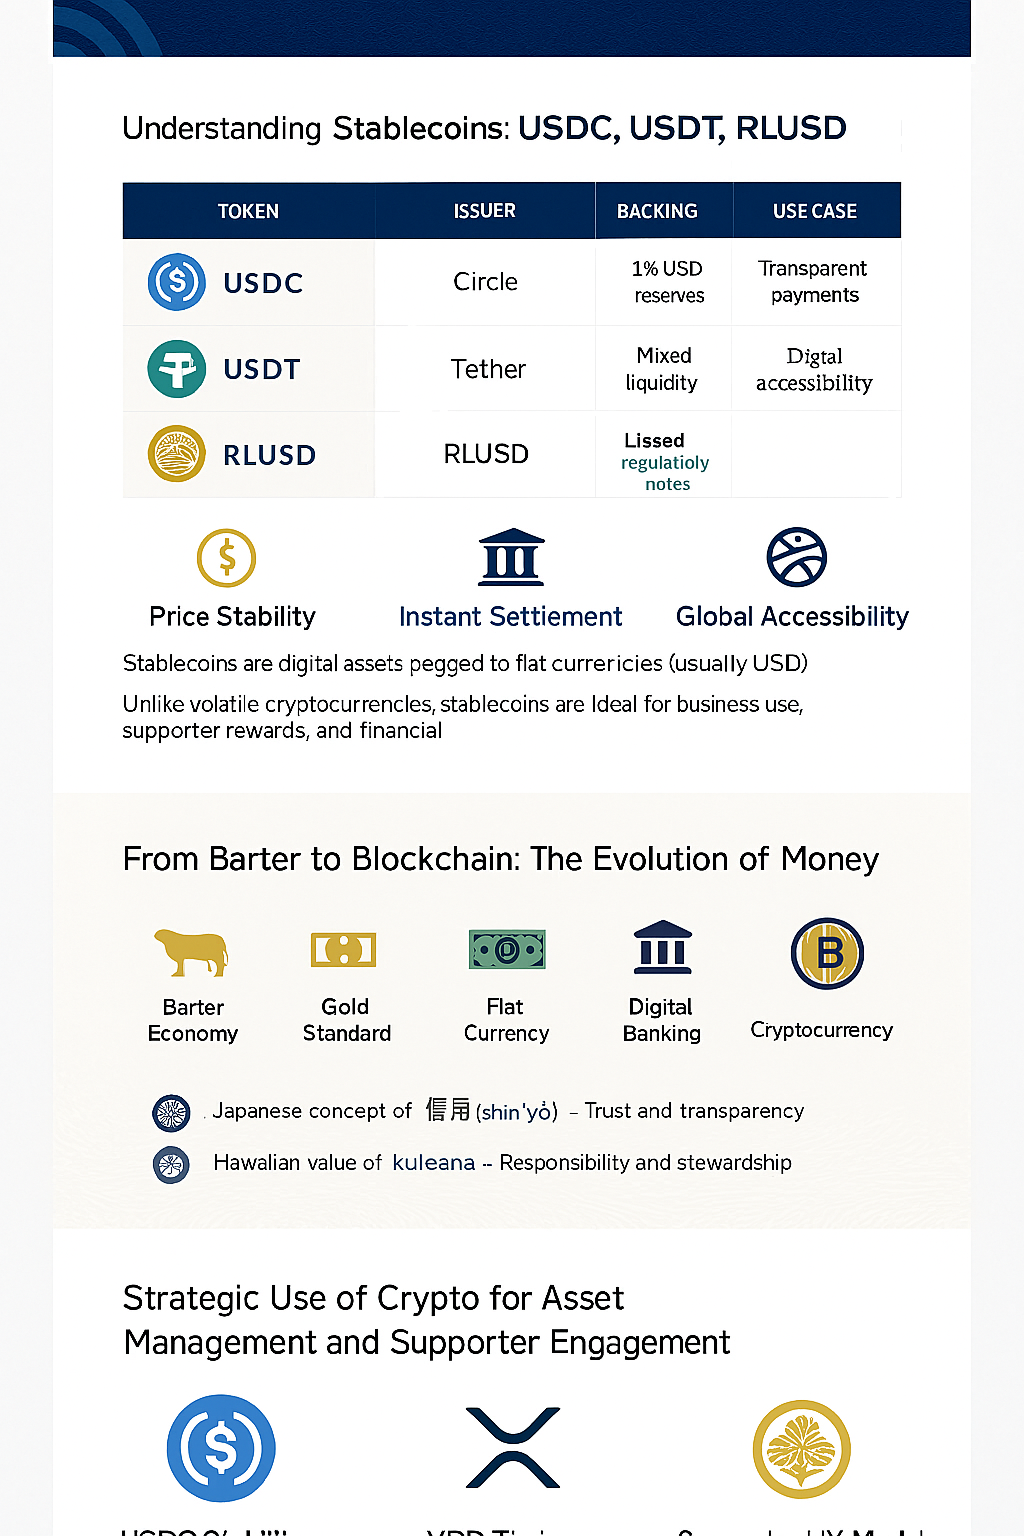 Understanding Stablecoins: USDC, USDT, RLUSD
TOKEN ISSUER BACKING USE CASE
USDC Circle 1% USD reserves Transparent payments
USDT Tether Mixed liquidity Digtal accessibility
RLUSD RLUSD Lissed regulatioly notes
Price Stability Instant Settiement Global Accessibility
Stablecoins are digital assets pegged to flat currericies (usually USD)
Unlike volatile cryptocurrencles, stablecoins are Ideal for business use,
supporter rewards, and financial
From Barter to Blockchain: The Evolution of Money
Barter Economy
Gold Standard
Flat Currency
Digital Banking
Cryptocurrency
Japanese concept of 信用 (shin'yō) – Trust and transparency
Hawalian value of kuleana -- Responsibility and stewardship
Strategic Use of Crypto for Asset
Management and Supporter Engagement